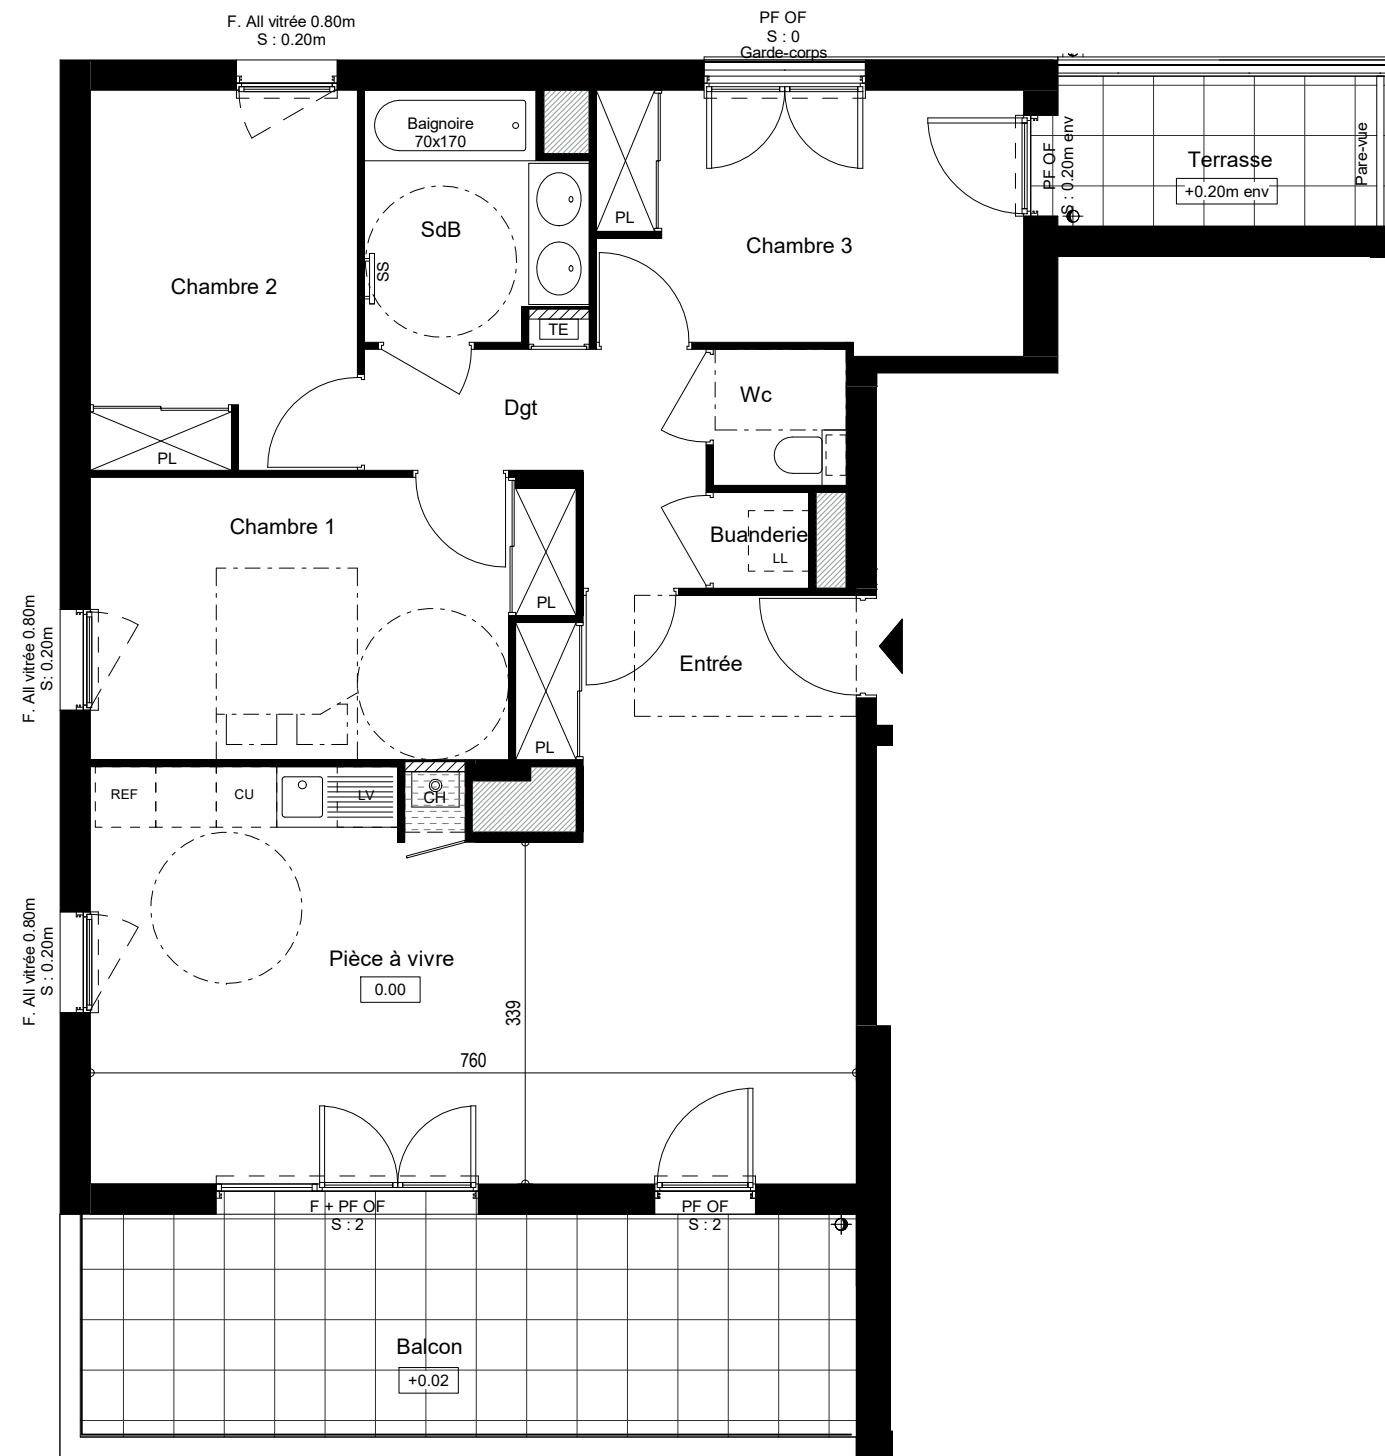 F. All vitrée 0.80m
S : 0.20m
PF OF
S : 0
Garde-corps
Baignoire
70x170
PL
SdB
SS
TE
Chambre 2
PL
Chambre 3
PF OF
S : 0.20m env
Terrasse
+0.20m env
Pare-vue
Dgt
Wc
Chambre 1
PL
Buanderie
LL
F. All vitrée 0.80m
S: 0.20m
PL
Entrée
REF
CU
LV
CH
F. All vitrée 0.80m
S : 0.20m
Pièce à vivre
0.00
339
760
F + PF OF
S : 2
PF OF
S : 2
Balcon
+0.02